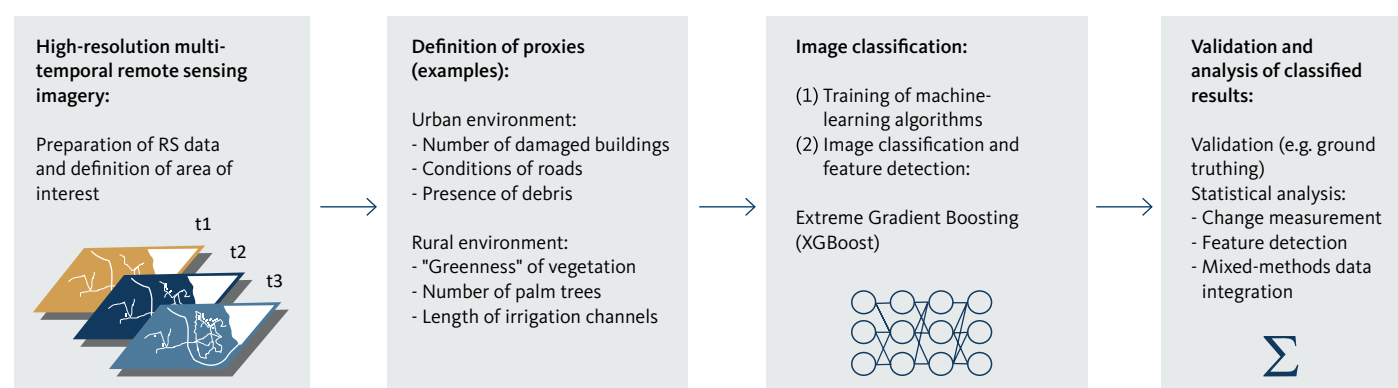 High-resolution multi-
temporal remote sensing
imagery:
Preparation of RS data
and definition of area of
interest
t1
t2
t3
Definition of proxies
(examples):
Urban environment:
- Number of damaged buildings
- Conditions of roads
- Presence of debris
Rural environment:
- "Greenness" of vegetation
- Number of palm trees
- Length of irrigation channels
Image classification:
(1) Training of machine-
learning algorithms
(2) Image classification and
feature detection:
Extreme Gradient Boosting
(XGBoost)
Validation and
analysis of classified
results:
Validation (e.g. ground
truthing)
Statistical analysis:
- Change measurement
- Feature detection
- Mixed-methods data
integration
Σ